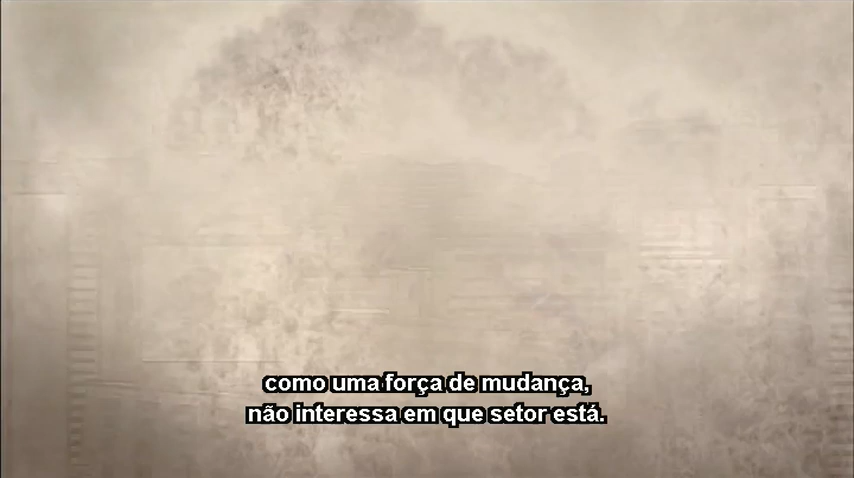 como uma força de mudança,
não interessa em que setor está.